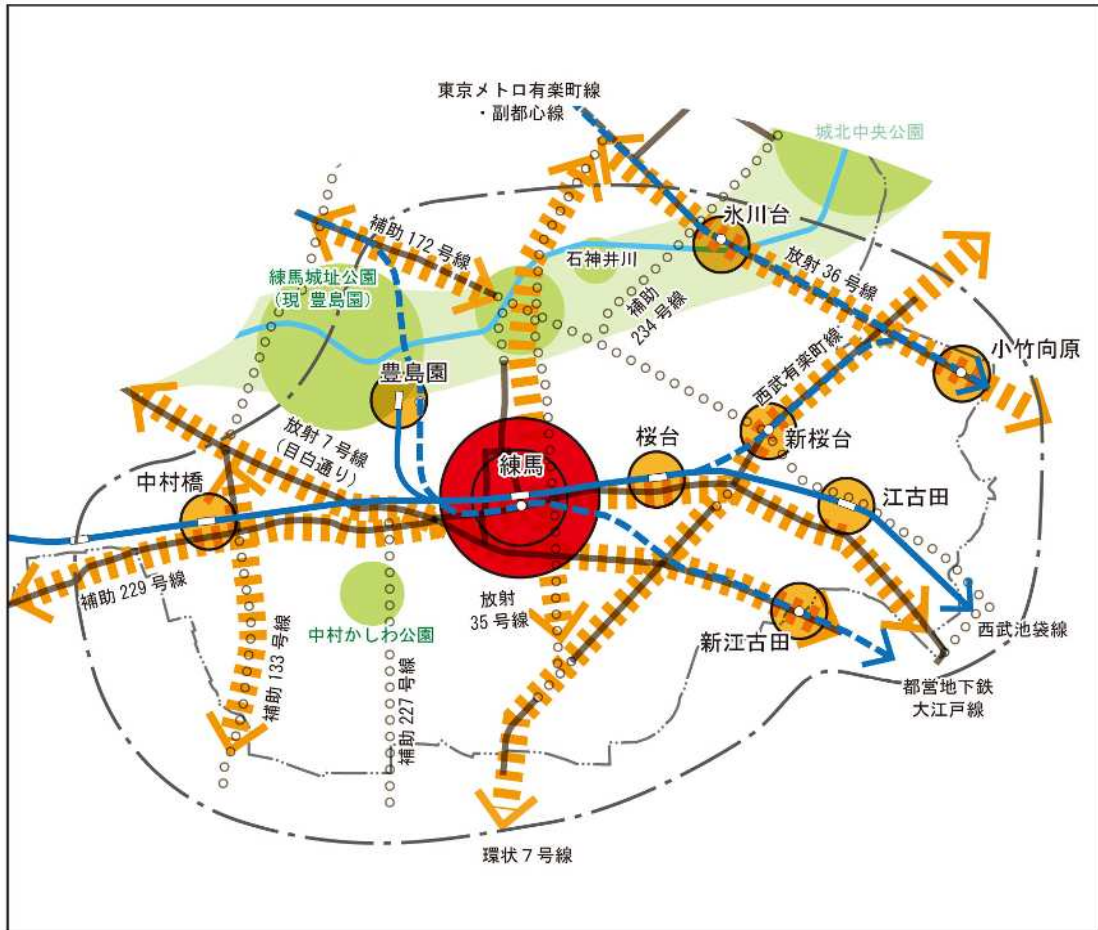 東京メトロ有楽町線
・副都心線
城北中央公園
氷川台
補助 172 号線
石神井川
放射 36 号線
練馬城址公園
(現 豊島園)
補助
234 号線
小竹向原
豊島園
西武有楽町線
放射 7 号線
(目白通り)
桜台
新桜台
練馬
中村橋
江古田
補助 229 号線
放射
35 号線
中村かしわ公園
新江古田
西武池袋線
補助 133 号線
補助 227 号線
都営地下鉄
大江戸線
環状 7 号線